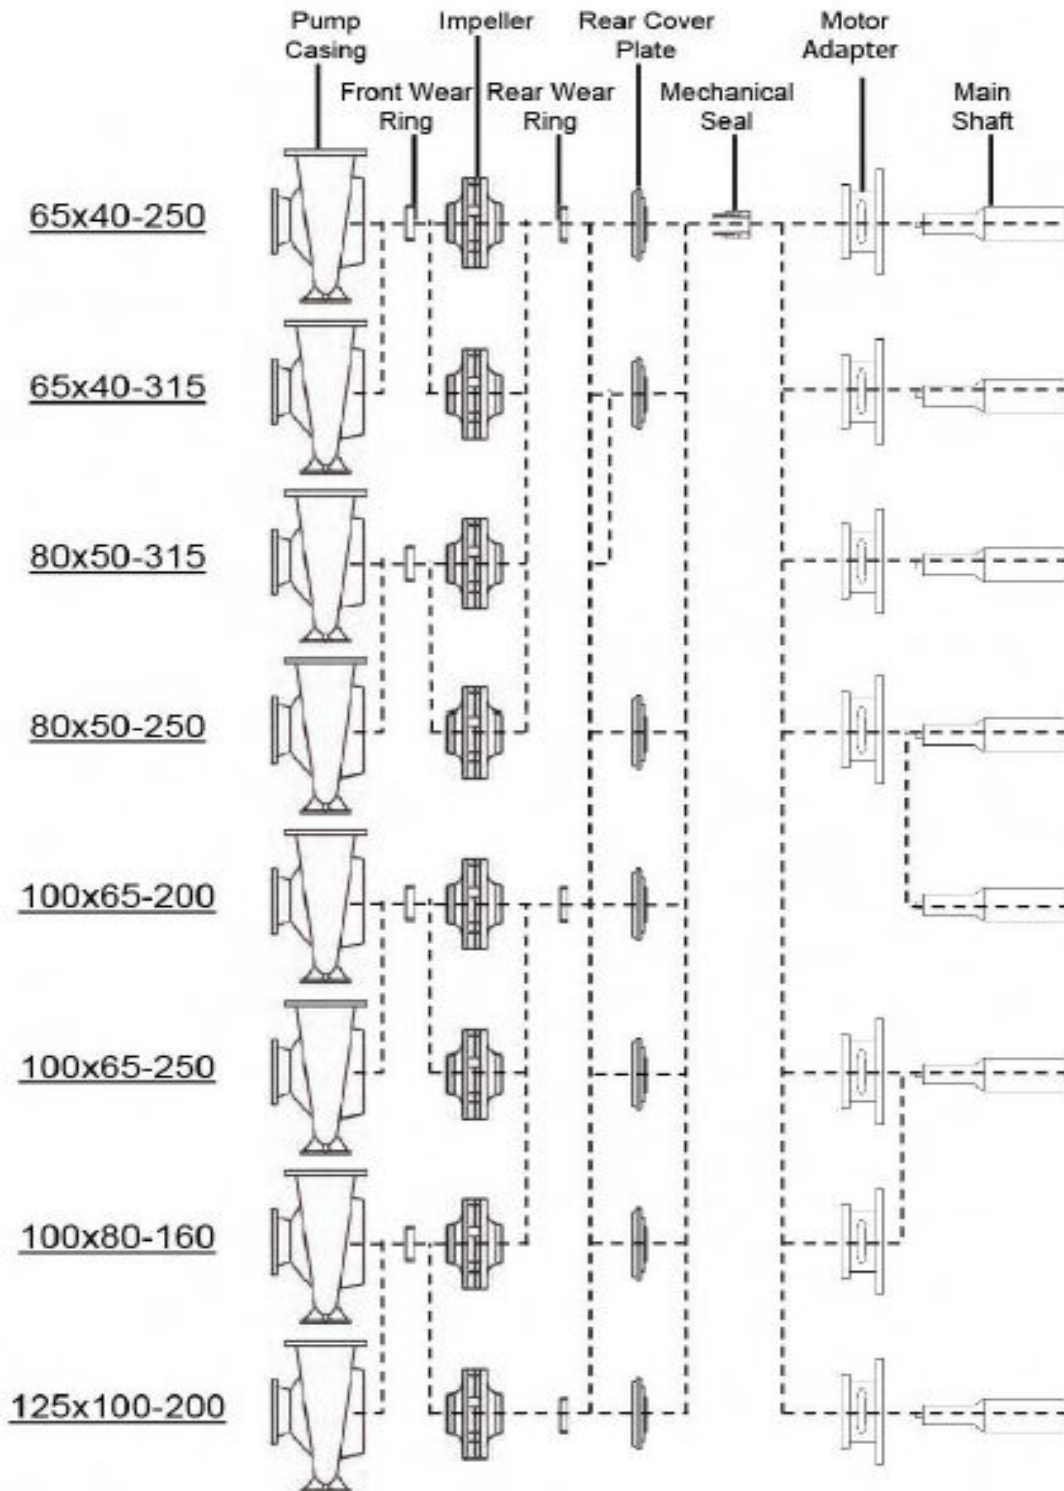 Pump
Casing
Impeller
Rear Cover
Plate
Motor
Adapter
Front Wear
Ring
Rear Wear
Ring
Mechanical
Seal
Main
Shaft
65x40-250
65x40-315
80x50-315
80x50-250
100x65-200
100x65-250
100x80-160
125x100-200